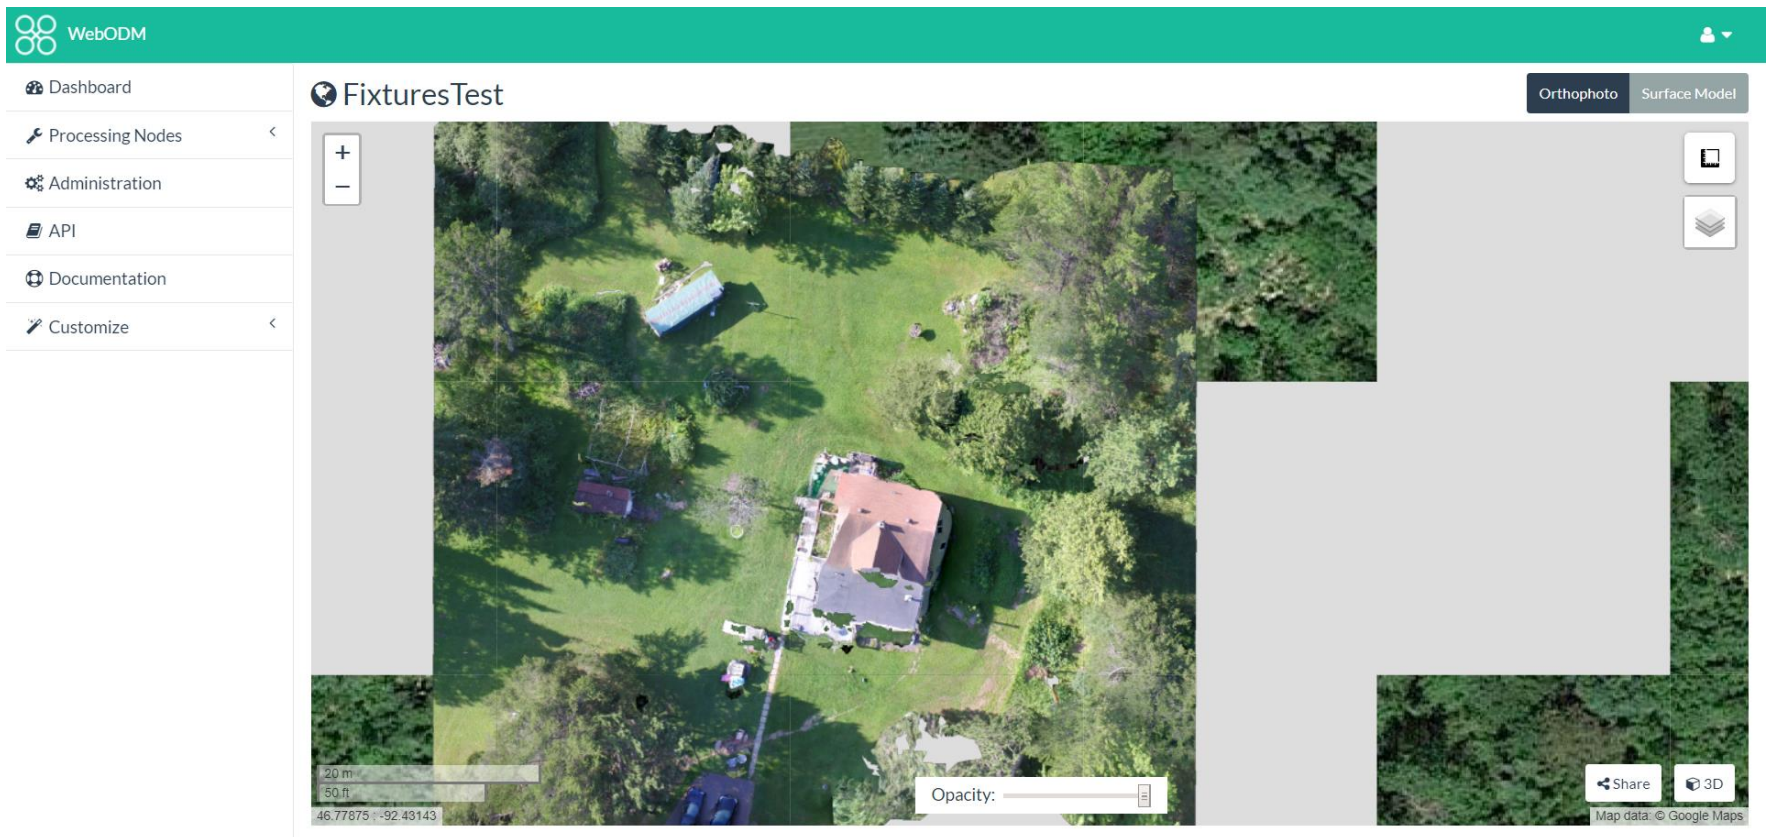 WebODM
Dashboard
Processing Nodes
Administration
API
Documentation
Customize
FixturesTest
Orthophoto
Surface Model
+
−
20 m
50 ft
46.77875 : -92.43143
Opacity:
Share
3D
Map data: © Google Maps